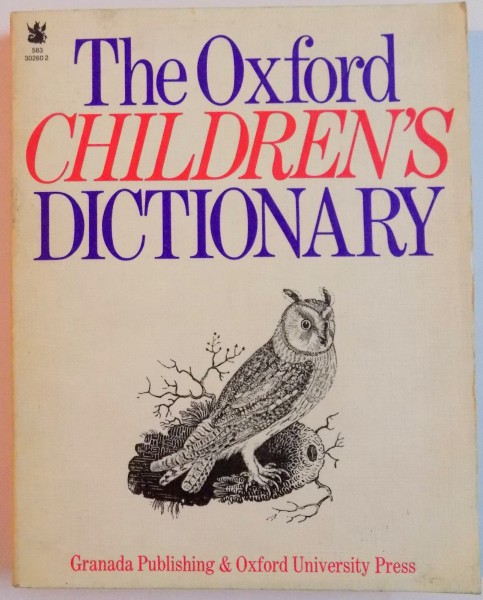 583
30260 2
The Oxford
CHILDREN'S
DICTIONARY
Granada Publishing & Oxford University Press